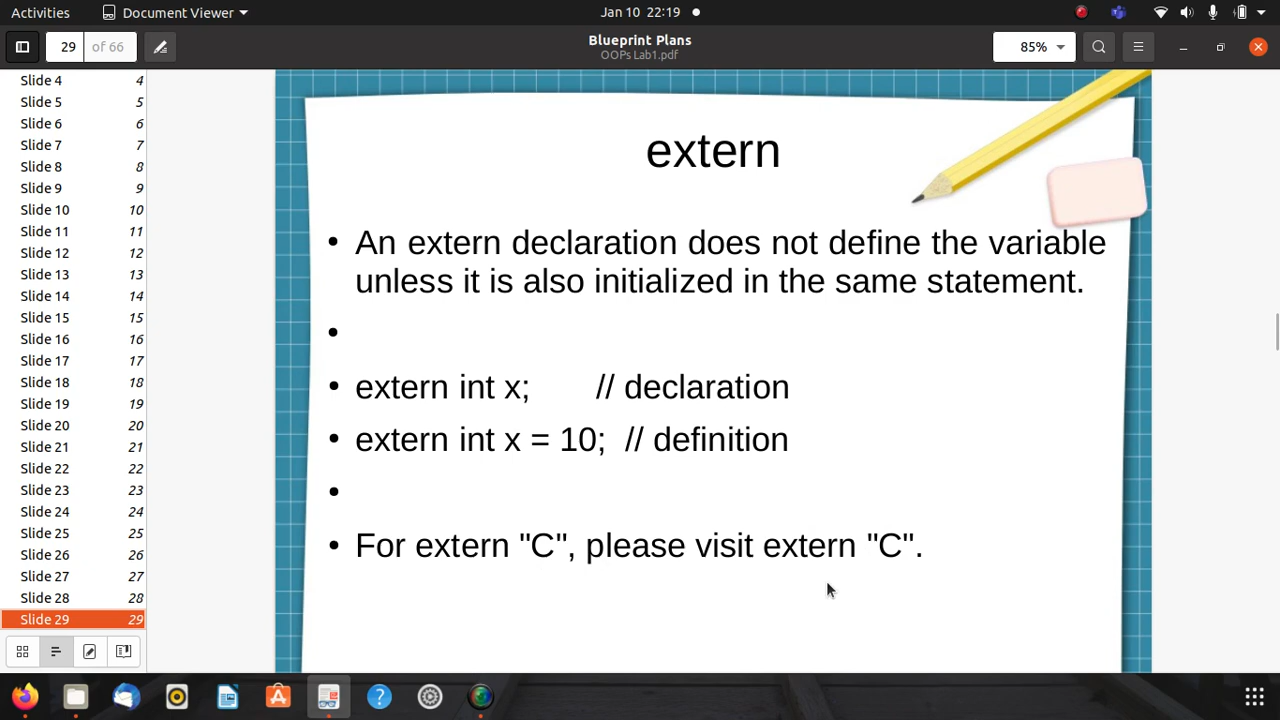 Activities Document Viewer Jan 10 22:19
29 of 66 Blueprint Plans 85%
OOPs Lab1.pdf
Slide 4 4
Slide 5 5
Slide 6 6
Slide 7 7
Slide 8 8
Slide 9 9
Slide 10 10
Slide 11 11
Slide 12 12
Slide 13 13
Slide 14 14
Slide 15 15
Slide 16 16
Slide 17 17
Slide 18 18
Slide 19 19
Slide 20 20
Slide 21 21
Slide 22 22
Slide 23 23
Slide 24 24
Slide 25 25
Slide 26 26
Slide 27 27
Slide 28 28
Slide 29 29
extern
• An extern declaration does not define the variable
unless it is also initialized in the same statement.
•
• extern int x; // declaration
• extern int x = 10; // definition
•
• For extern "C", please visit extern "C".